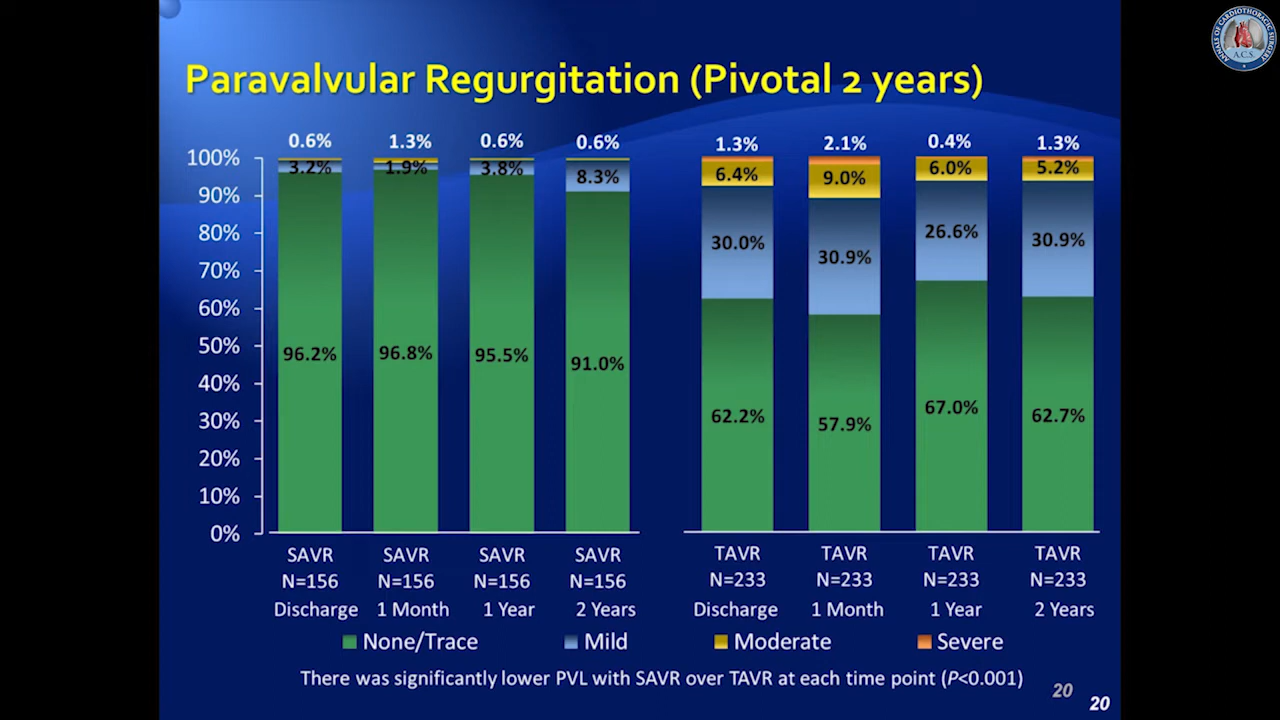 ANNALS OF CARDIOTHORACIC SURGERY
A.C.S
Paravalvular Regurgitation (Pivotal 2 years)
0.6% 1.3% 0.6% 0.6% 1.3% 2.1% 0.4% 1.3%
100% 3.2% 1.9% 3.8% 8.3% 6.4% 9.0% 6.0% 5.2%
90%
80% 30.0% 30.9% 26.6% 30.9%
70%
60%
50% 96.2% 96.8% 95.5% 91.0%
40%
30% 62.2% 57.9% 67.0% 62.7%
20%
10%
0%
SAVR SAVR SAVR SAVR TAVR TAVR TAVR TAVR
N=156 N=156 N=156 N=156 N=233 N=233 N=233 N=233
Discharge 1 Month 1 Year 2 Years Discharge 1 Month 1 Year 2 Years
None/Trace Mild Moderate Severe
There was significantly lower PVL with SAVR over TAVR at each time point (P<0.001)
20
20